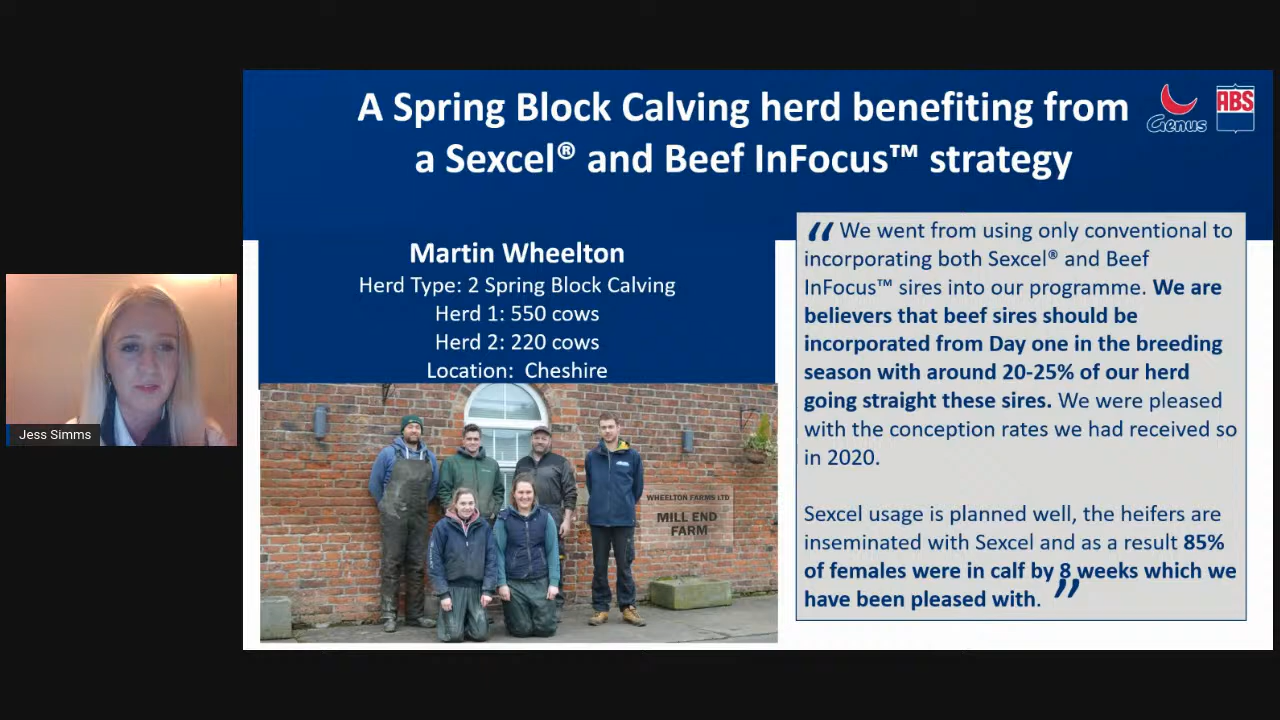 A Spring Block Calving herd benefiting from
a Sexcel® and Beef InFocus™ strategy
Genus
ABS
Martin Wheelton
Herd Type: 2 Spring Block Calving
Herd 1: 550 cows
Herd 2: 220 cows
Location: Cheshire
“ We went from using only conventional to
incorporating both Sexcel® and Beef
InFocus™ sires into our programme. We are
believers that beef sires should be
incorporated from Day one in the breeding
season with around 20-25% of our herd
going straight these sires. We were pleased
with the conception rates we had received so
in 2020.
Sexcel usage is planned well, the heifers are
inseminated with Sexcel and as a result 85%
of females were in calf by 8 weeks which we
have been pleased with. ”
WHEELTON FARMS LTD
MILL END
FARM
Jess Simms